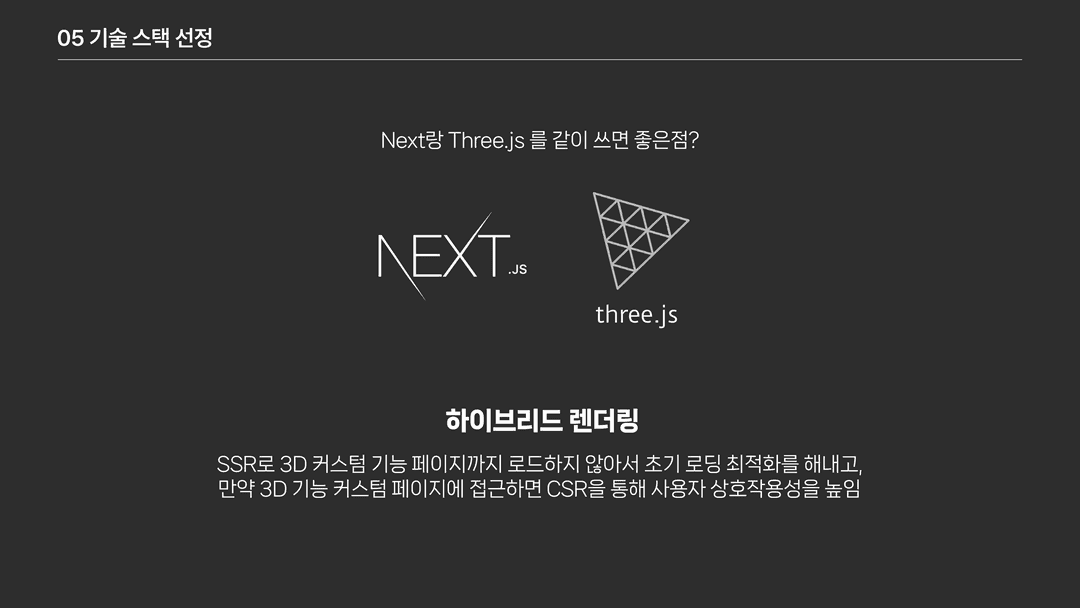 05 기술 스택 선정
Next랑 Three.js 를 같이 쓰면 좋은점?
NEXT.JS
three.js
하이브리드 렌더링
SSR로 3D 커스텀 기능 페이지까지 로드하지 않아서 초기 로딩 최적화를 해내고,
만약 3D 기능 커스텀 페이지에 접근하면 CSR을 통해 사용자 상호작용성을 높임